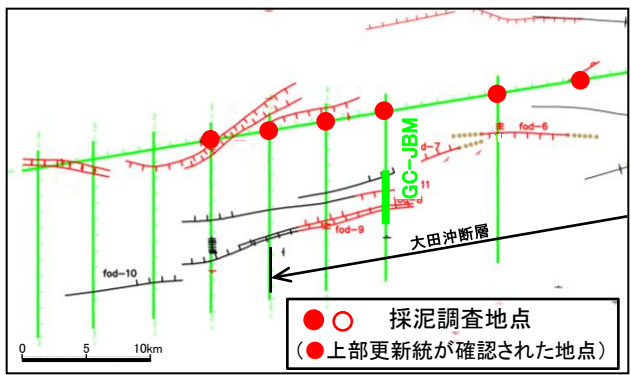 fod-6
GC-JBM
d-7
11
fod-9
大田沖断層
fod-10
採泥調査地点
(●上部更新統が確認された地点)
0 5 10km